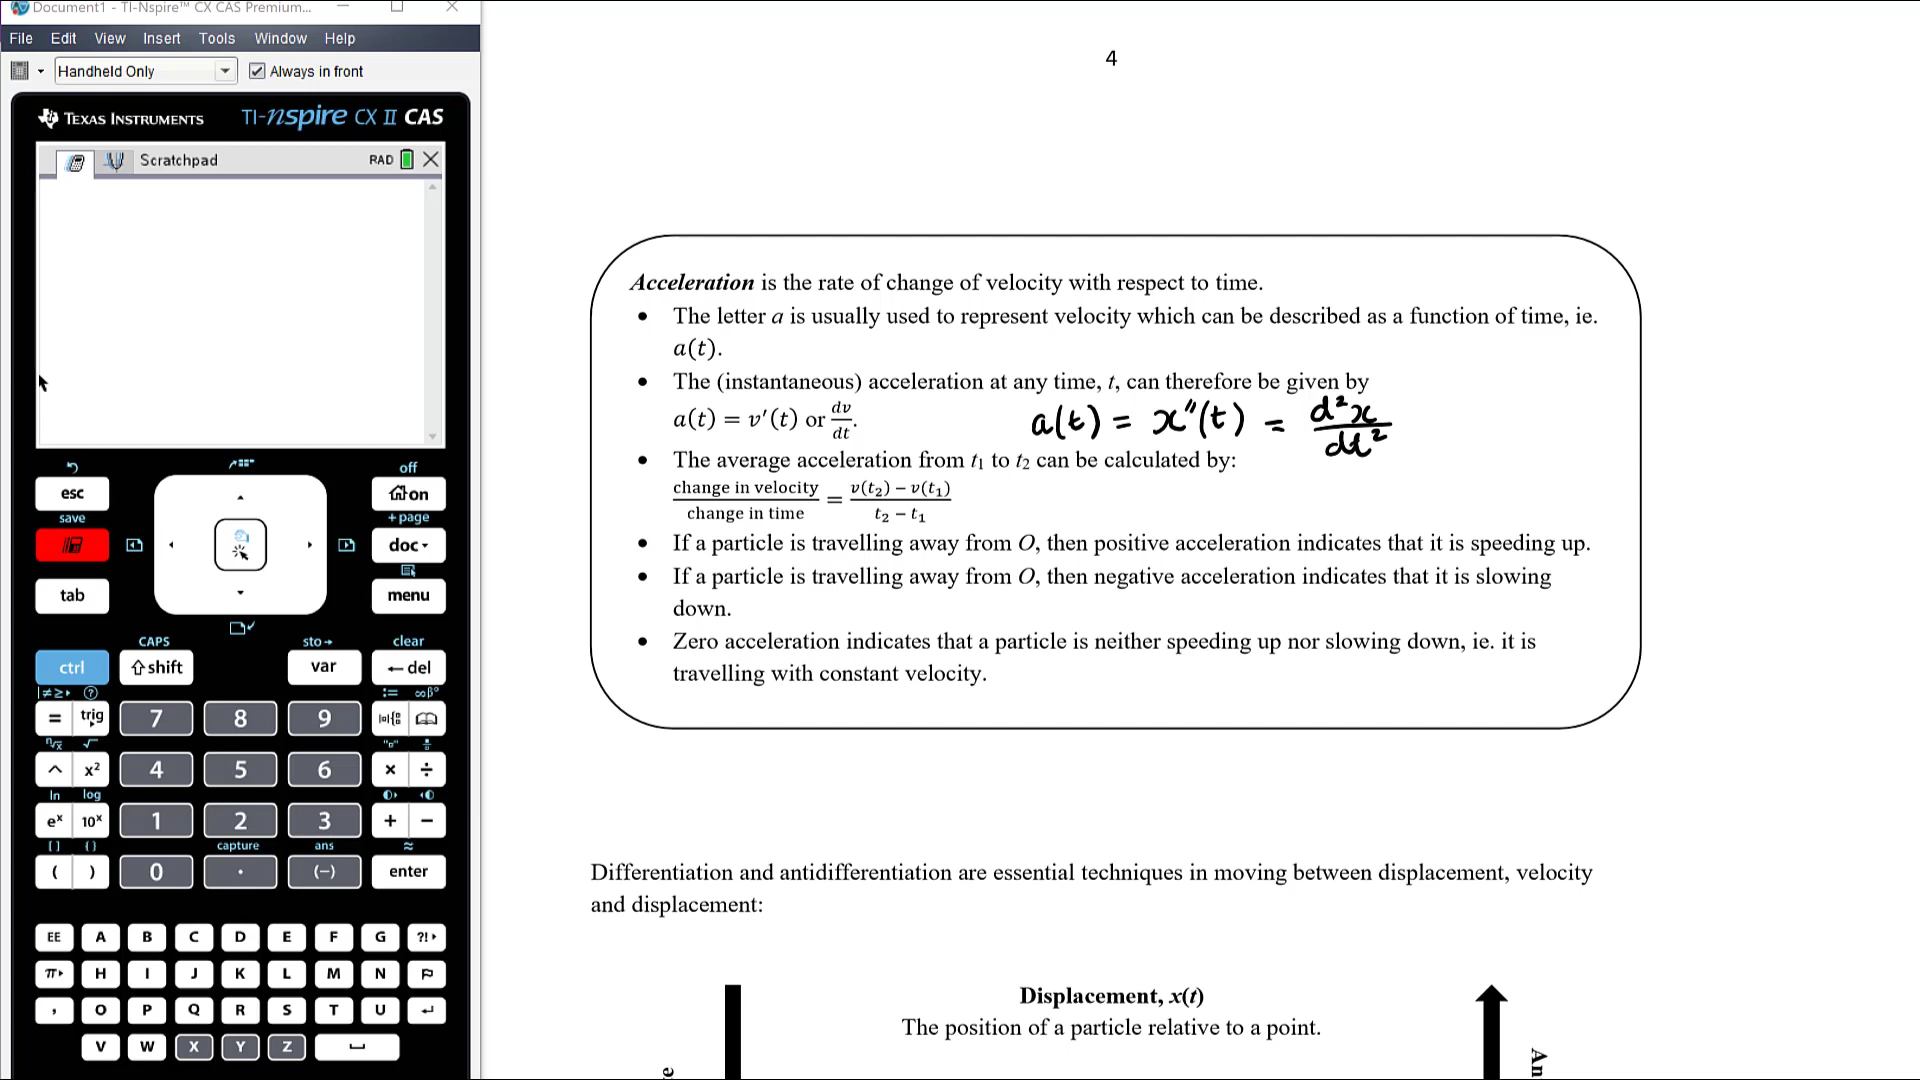 Document1 - TI-Nspire™ CX CAS Premium...
File Edit View Insert Tools Window Help
Handheld Only Always in front
TEXAS INSTRUMENTS TI-nspire CX II CAS
Scratchpad RAD
off
esc on
save +page
doc
tab menu
CAPS sto→ clear
ctrl ⇧shift var ←del
|≠≥▸ ? := ∞β°
= trig 7 8 9
ⁿ√x √ "▫"
^ x² 4 5 6 × ÷
ln log
eˣ 10ˣ 1 2 3 + −
[ ] { } capture ans ≈
( ) 0 . (−) enter
EE A B C D E F G ?!▸
π▸ H I J K L M N
, O P Q R S T U ↵
V W X Y Z
4
Acceleration is the rate of change of velocity with respect to time.
• The letter a is usually used to represent velocity which can be described as a function of time, ie.
a(t).
• The (instantaneous) acceleration at any time, t, can therefore be given by
a(t) = v′(t) or dv/dt. a(t) = x″(t) = d²x/dt²
• The average acceleration from t₁ to t₂ can be calculated by:
change in velocity/change in time = v(t₂) − v(t₁)/t₂ − t₁
• If a particle is travelling away from O, then positive acceleration indicates that it is speeding up.
• If a particle is travelling away from O, then negative acceleration indicates that it is slowing
down.
• Zero acceleration indicates that a particle is neither speeding up nor slowing down, ie. it is
travelling with constant velocity.
Differentiation and antidifferentiation are essential techniques in moving between displacement, velocity
and displacement:
Displacement, x(t)
The position of a particle relative to a point.
e
An